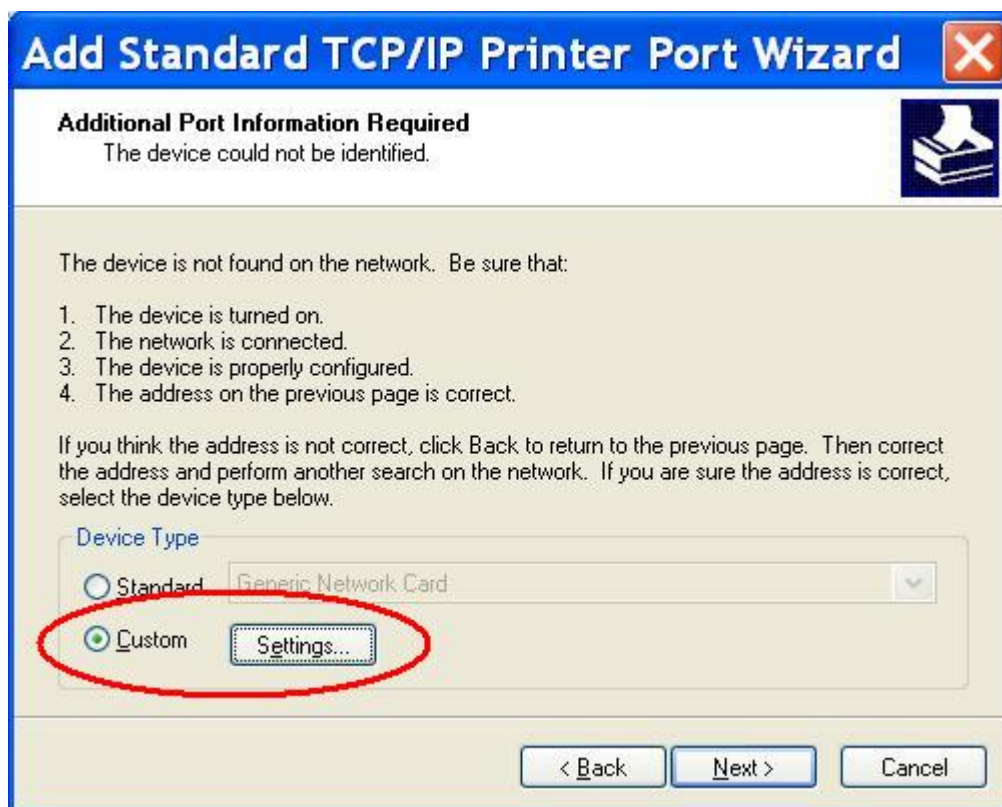 Add Standard TCP/IP Printer Port Wizard
Additional Port Information Required
The device could not be identified.
The device is not found on the network.  Be sure that:
1.  The device is turned on.
2.  The network is connected.
3.  The device is properly configured.
4.  The address on the previous page is correct.
If you think the address is not correct, click Back to return to the previous page.  Then correct
the address and perform another search on the network.  If you are sure the address is correct,
select the device type below.
Device Type
Standard Generic Network Card
Custom Settings...
< Back Next > Cancel